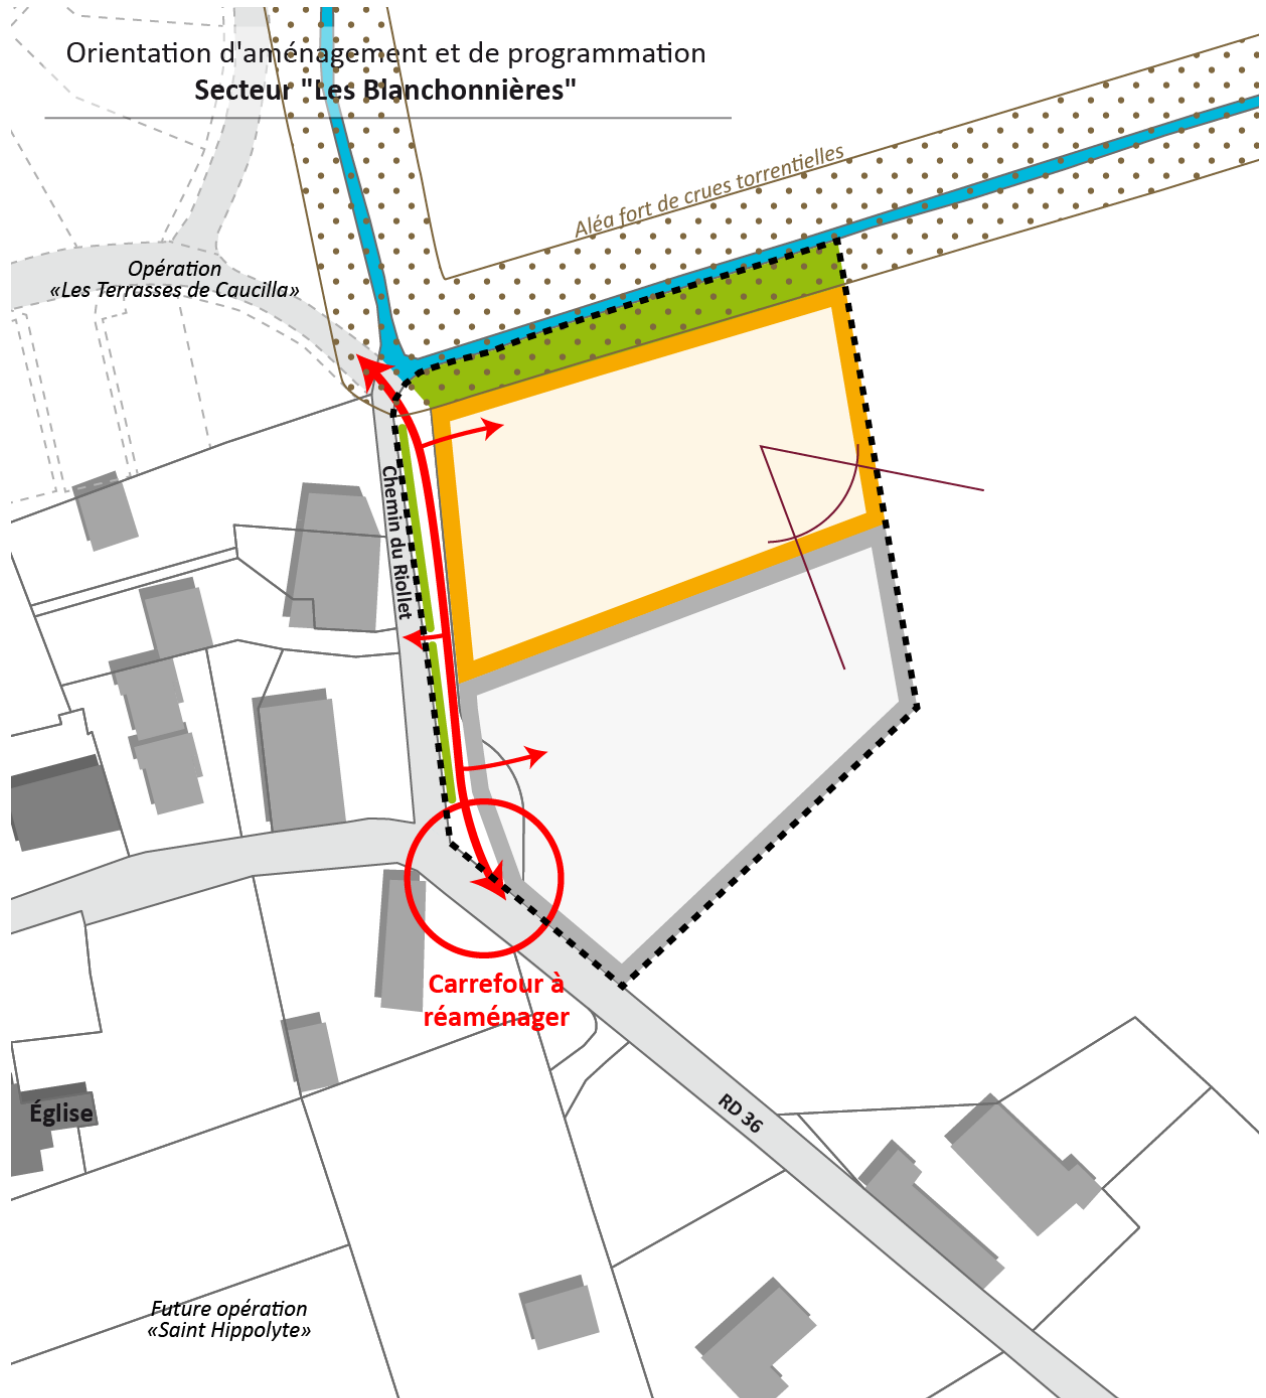 Orientation d'aménagement et de programmation
Secteur "Les Blanchonnières"
Aléa fort de crues torrentielles
Opération
«Les Terrasses de Caucilla»
Chemin du Riollet
Carrefour à
réaménager
Église
RD 36
Future opération
«Saint Hippolyte»